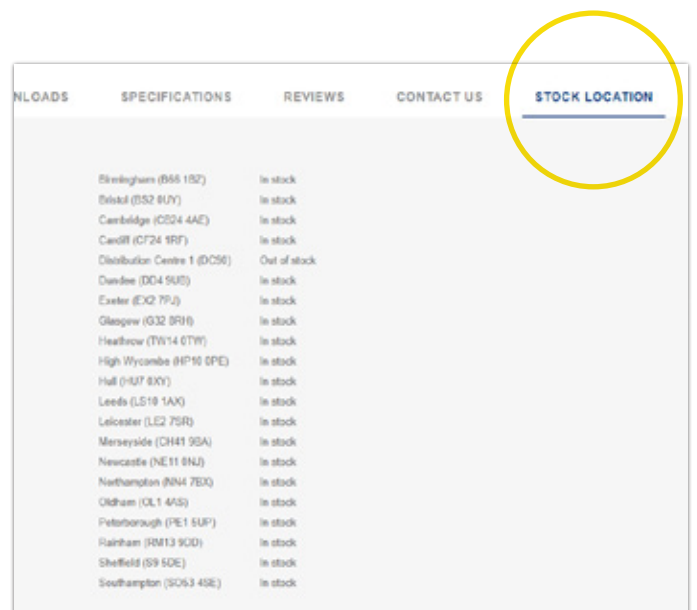 NLOADS SPECIFICATIONS REVIEWS CONTACT US STOCK LOCATION
Birmingham (B66 1BZ) In stock
Bristol (BS2 0UY) In stock
Cambridge (CB24 4AE) In stock
Cardiff (CF24 1RF) In stock
Distribution Centre 1 (DC50) Out of stock
Dundee (DD4 9UB) In stock
Exeter (EX2 7PJ) In stock
Glasgow (G32 8RH) In stock
Heathrow (TW14 0TW) In stock
High Wycombe (HP10 0PE) In stock
Hull (HU7 0XY) In stock
Leeds (LS10 1AX) In stock
Leicester (LE2 7SR) In stock
Merseyside (CH41 9BA) In stock
Newcastle (NE11 0NJ) In stock
Northampton (NN4 7BX) In stock
Oldham (OL1 4AS) In stock
Peterborough (PE1 5UP) In stock
Rainham (RM13 9OD) In stock
Sheffield (S9 5DE) In stock
Southampton (SO53 4SE) In stock